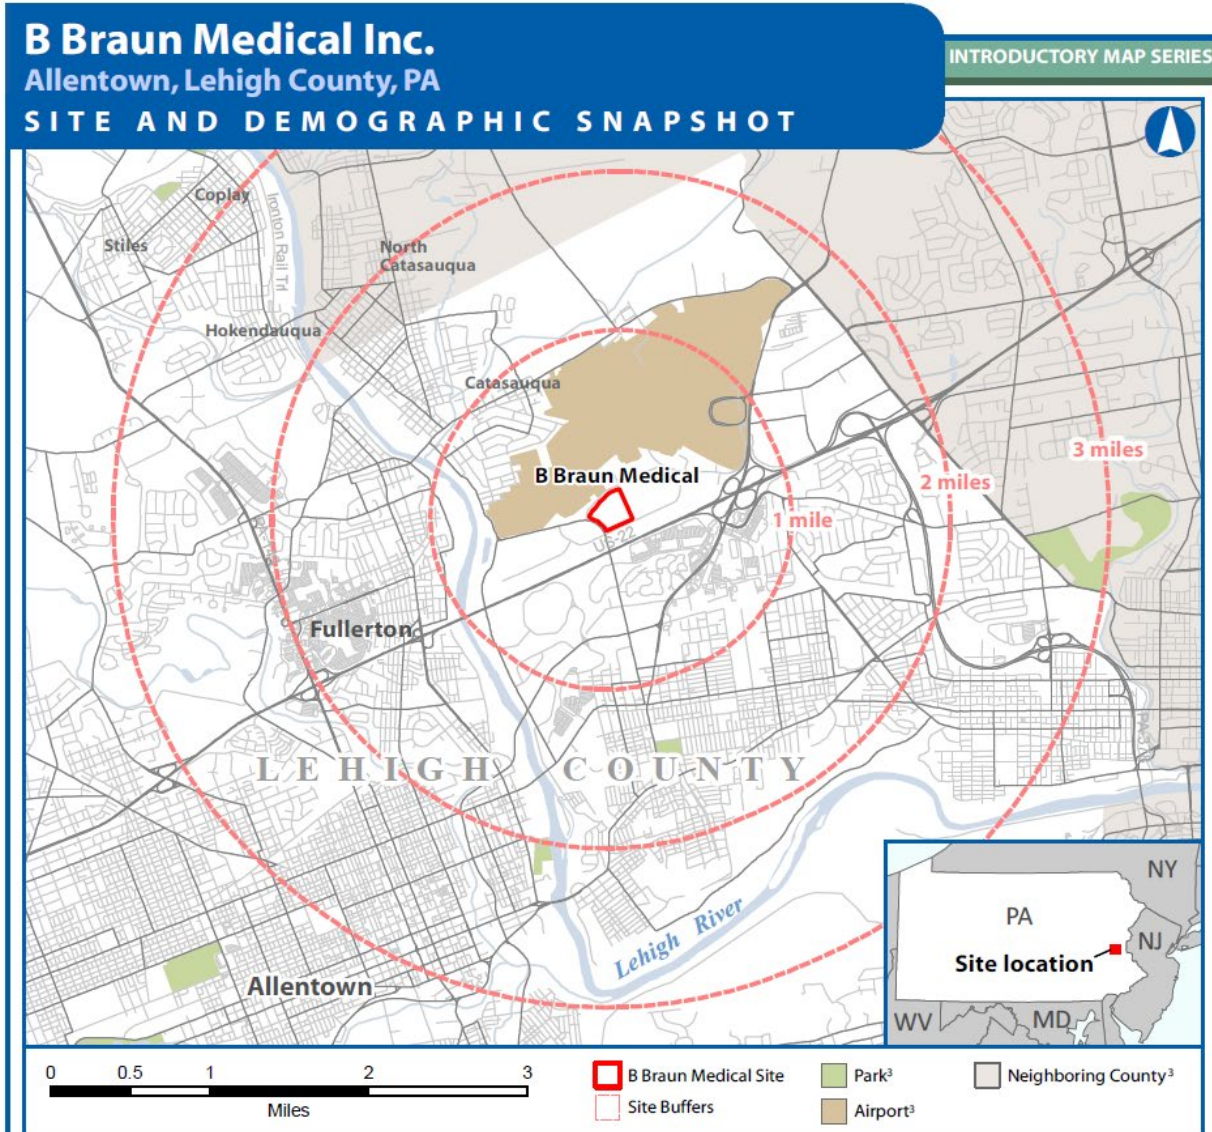 B Braun Medical Inc.
Allentown, Lehigh County, PA
SITE AND DEMOGRAPHIC SNAPSHOT
INTRODUCTORY MAP SERIES
Coplay
Ironton Rail Trl
Stiles
North
Catasauqua
Hokendauqua
Catasauqua
B Braun Medical
3 miles
2 miles
1 mile
US-22
Fullerton
LEHIGH COUNTY
Lehigh River
Allentown
NY
PA
NJ
Site location
WV
MD
0 0.5 1 2 3
Miles
B Braun Medical Site
Site Buffers
Park³
Airport³
Neighboring County³